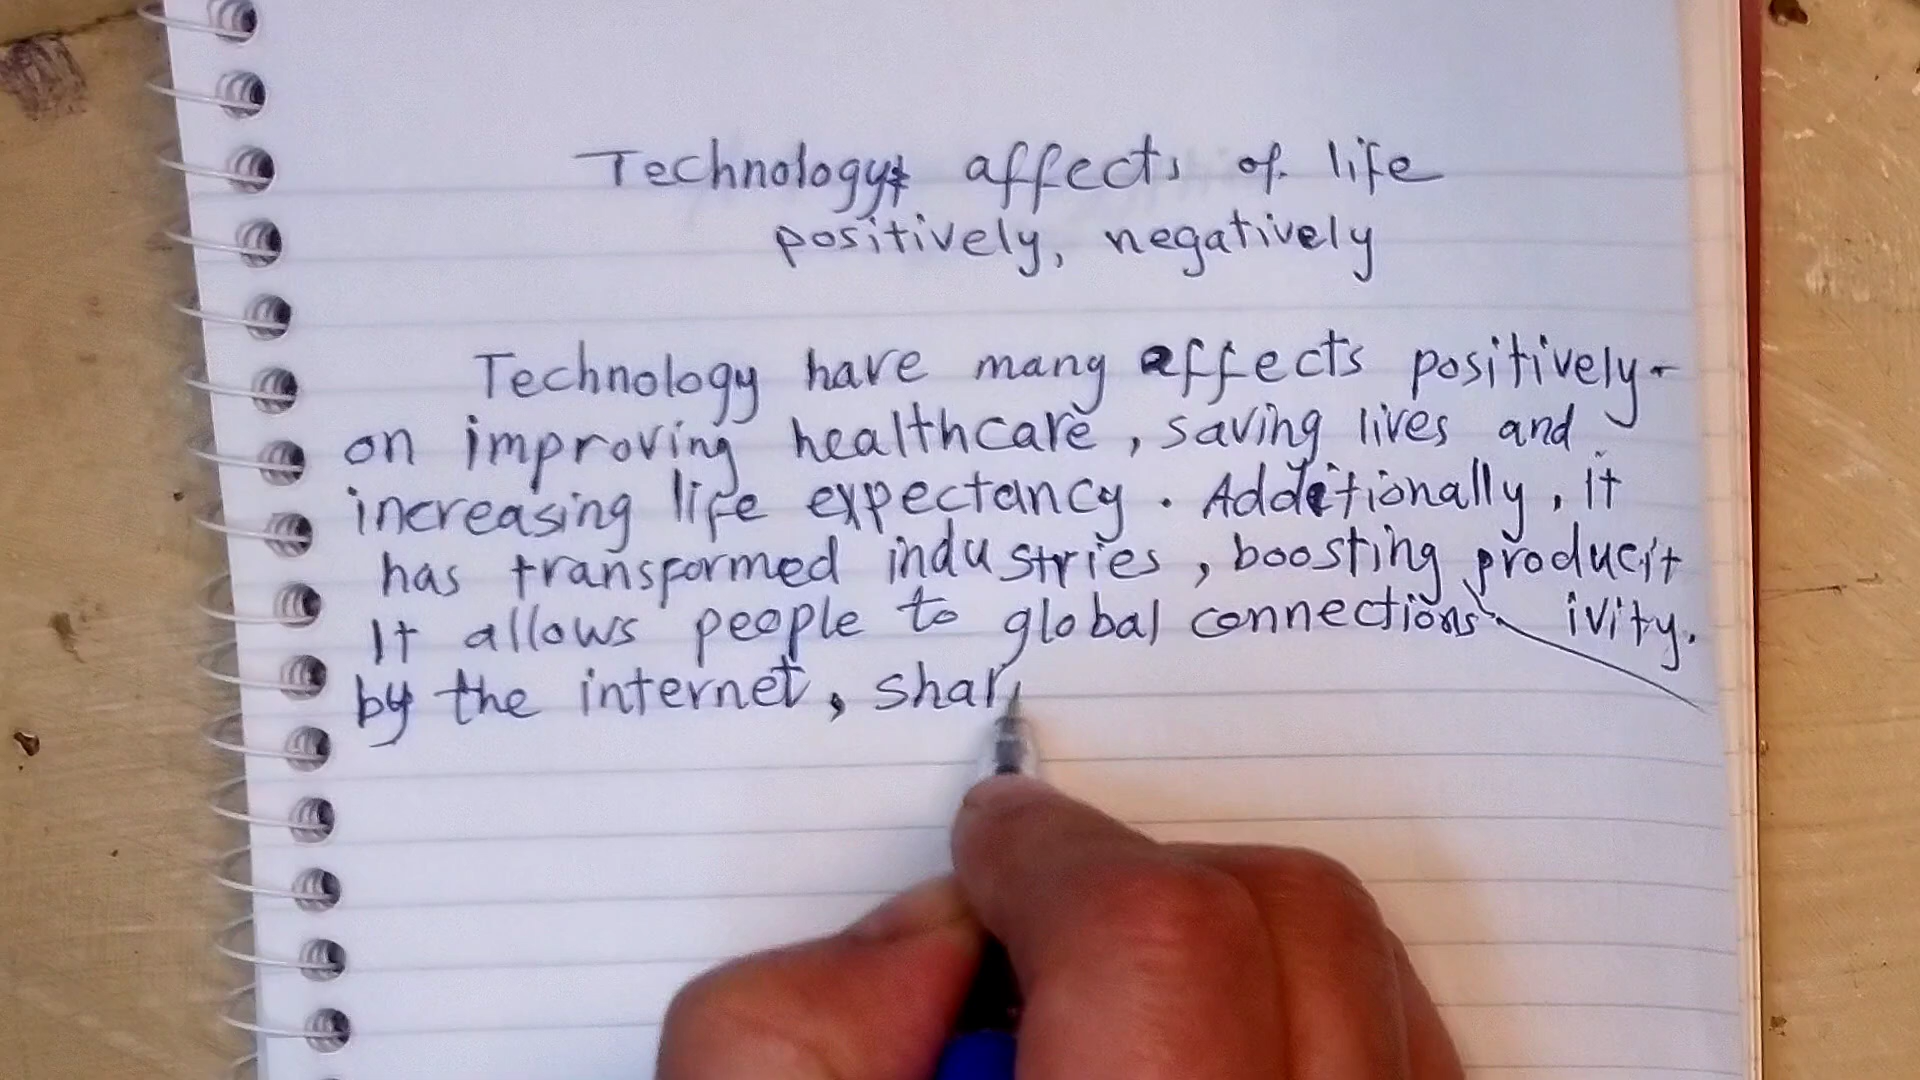 Technology affects of life
positively, negatively
Technology have many affects positively
on improving healthcare, saving lives and
increasing life expectancy. Additionally, it
has transformed industries, boosting producit
ivity.
It allows people to global connections
by the internet, shar